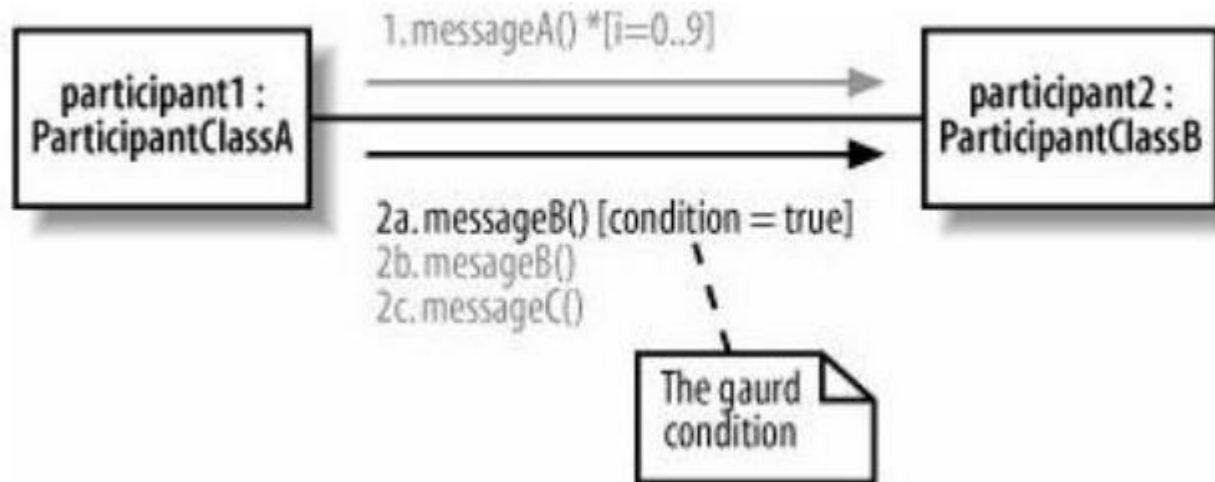 1.messageA() *[i=0..9]
participant1 :
ParticipantClassA
participant2 :
ParticipantClassB
2a.messageB() [condition = true]
2b.mesageB()
2c.messageC()
The gaurd
condition